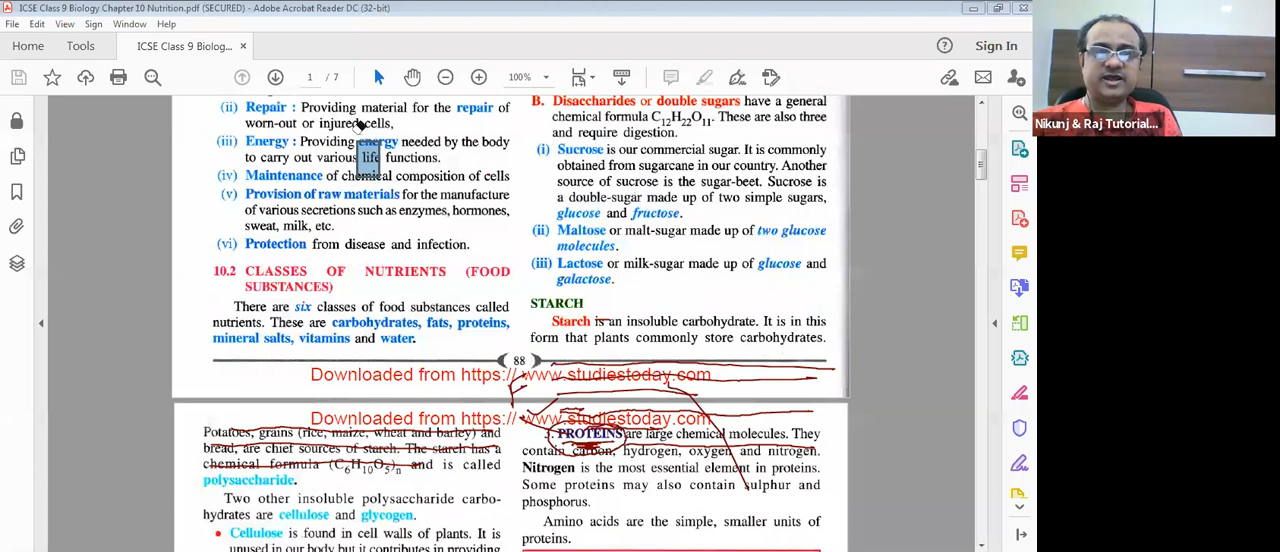 ICSE Class 9 Biology Chapter 10 Nutrition.pdf (SECURED) - Adobe Acrobat Reader DC (32-bit)
File Edit View Sign Window Help
Home Tools ICSE Class 9 Biolog... × Sign In
1 / 7 100%
(ii) Repair : Providing material for the repair of
worn-out or injured cells,
(iii) Energy : Providing energy needed by the body
to carry out various life functions.
(iv) Maintenance of chemical composition of cells
(v) Provision of raw materials for the manufacture
of various secretions such as enzymes, hormones,
sweat, milk, etc.
(vi) Protection from disease and infection.
10.2 CLASSES OF NUTRIENTS (FOOD
SUBSTANCES)
There are six classes of food substances called
nutrients. These are carbohydrates, fats, proteins,
mineral salts, vitamins and water.
B. Disaccharides or double sugars have a general
chemical formula C12H22O11. These are also three
and require digestion.
(i) Sucrose is our commercial sugar. It is commonly
obtained from sugarcane in our country. Another
source of sucrose is the sugar-beet. Sucrose is
a double-sugar made up of two simple sugars,
glucose and fructose.
(ii) Maltose or malt-sugar made up of two glucose
molecules.
(iii) Lactose or milk-sugar made up of glucose and
galactose.
STARCH
Starch is an insoluble carbohydrate. It is in this
form that plants commonly store carbohydrates.
88
Downloaded from https:// www.studiestoday.com
Downloaded from https:// www.studiestoday.com
Potatoes, grains (rice, maize, wheat and barley) and
bread, are chief sources of starch. The starch has a
chemical formula (C6H10O5)n and is called
polysaccharide.
Two other insoluble polysaccharide carbo-
hydrates are cellulose and glycogen.
• Cellulose is found in cell walls of plants. It is
unused in our body but it contributes in providing
3. PROTEINS are large chemical molecules. They
contain carbon, hydrogen, oxygen and nitrogen.
Nitrogen is the most essential element in proteins.
Some proteins may also contain sulphur and
phosphorus.
Amino acids are the simple, smaller units of
proteins.
Nikunj & Raj Tutorial...